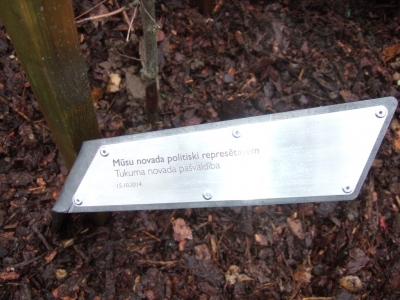 Mūsu novada politiski represētajiem
Tukuma novada pašvaldība
15.10.2014.